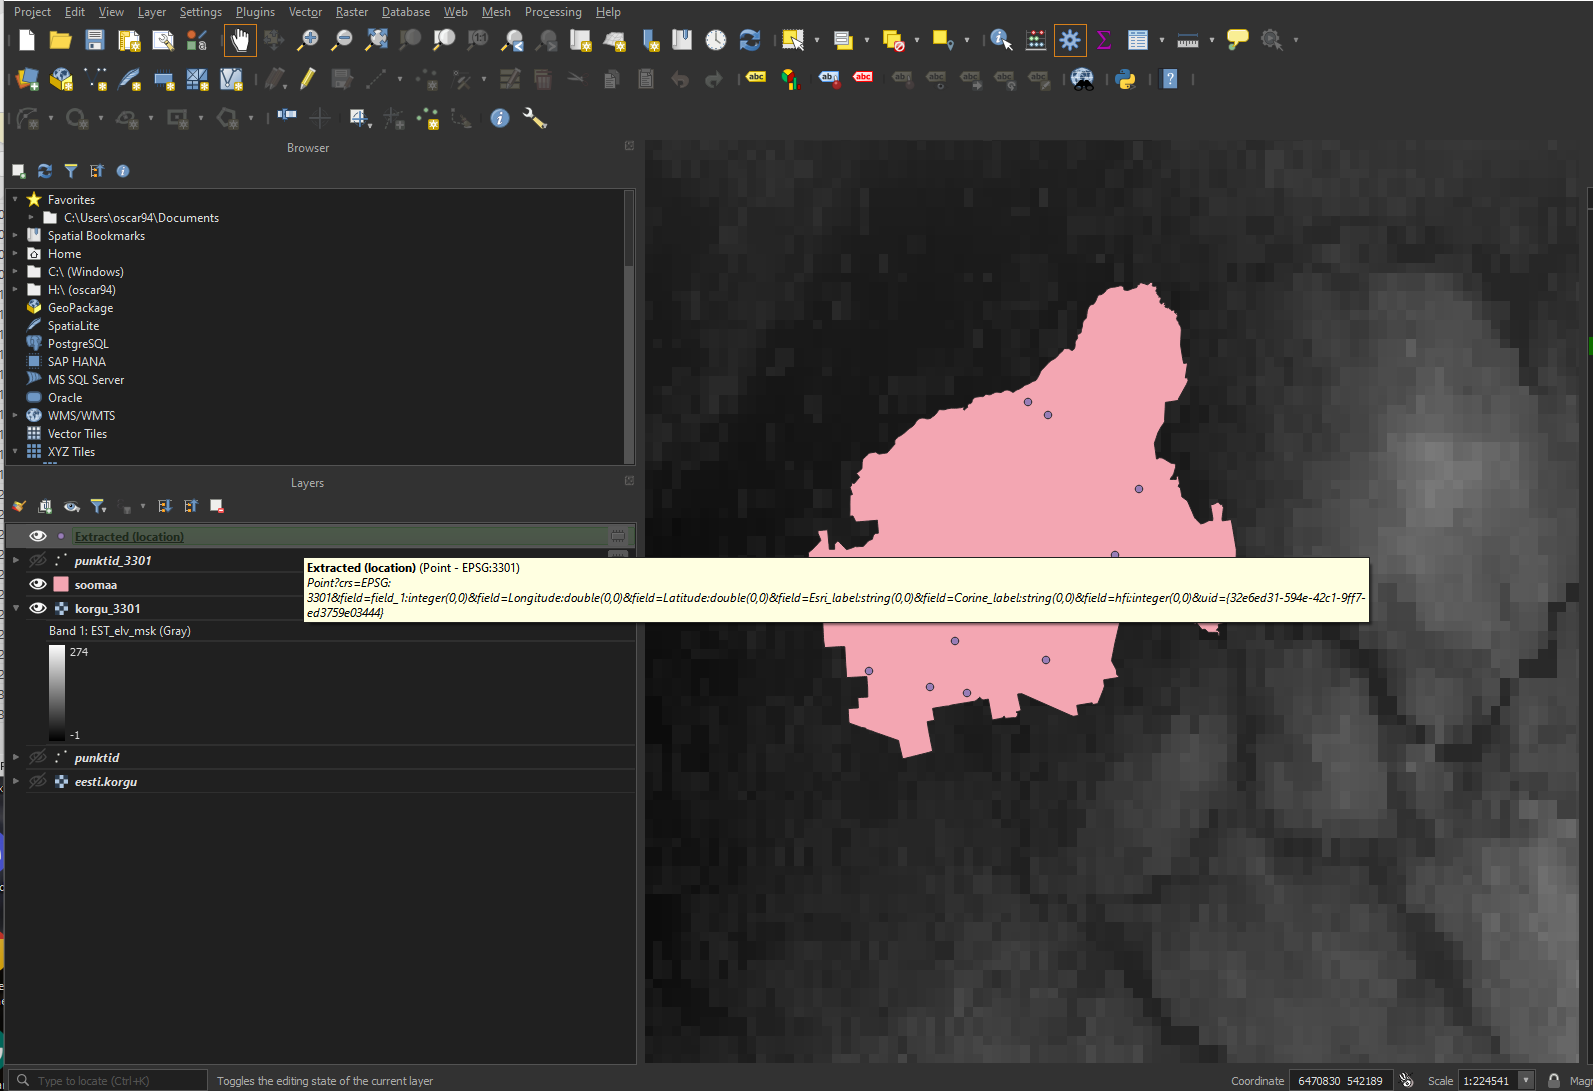 Project Edit View Layer Settings Plugins Vector Raster Database Web Mesh Processing Help
Browser
Favorites
C:\Users\oscar94\Documents
Spatial Bookmarks
Home
C:\ (Windows)
H:\ (oscar94)
GeoPackage
SpatiaLite
PostgreSQL
SAP HANA
MS SQL Server
Oracle
WMS/WMTS
Vector Tiles
XYZ Tiles
Layers
Extracted (location)
punktid_3301
soomaa
korgu_3301
Band 1: EST_elv_msk (Gray)
274
-1
punktid
eesti.korgu
Extracted (location) (Point - EPSG:3301)
Point?crs=EPSG:
3301&field=field_1:integer(0,0)&field=Longitude:double(0,0)&field=Latitude:double(0,0)&field=Esri_label:string(0,0)&field=Corine_label:string(0,0)&field=hfi:integer(0,0)&uid={32e6ed31-594e-42c1-9ff7-
ed3759e03444}
Type to locate (Ctrl+K) Toggles the editing state of the current layer Coordinate 6470830 542189 Scale 1:224541 Magn